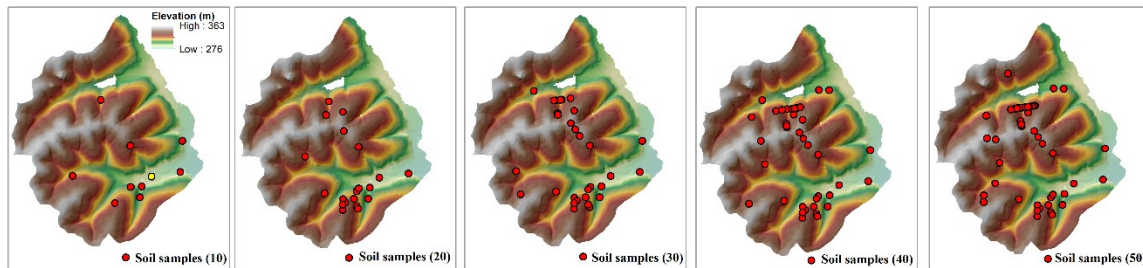 Elevation (m)
High : 363
Low : 276
Soil samples (10)
Soil samples (20)
Soil samples (30)
Soil samples (40)
Soil samples (50